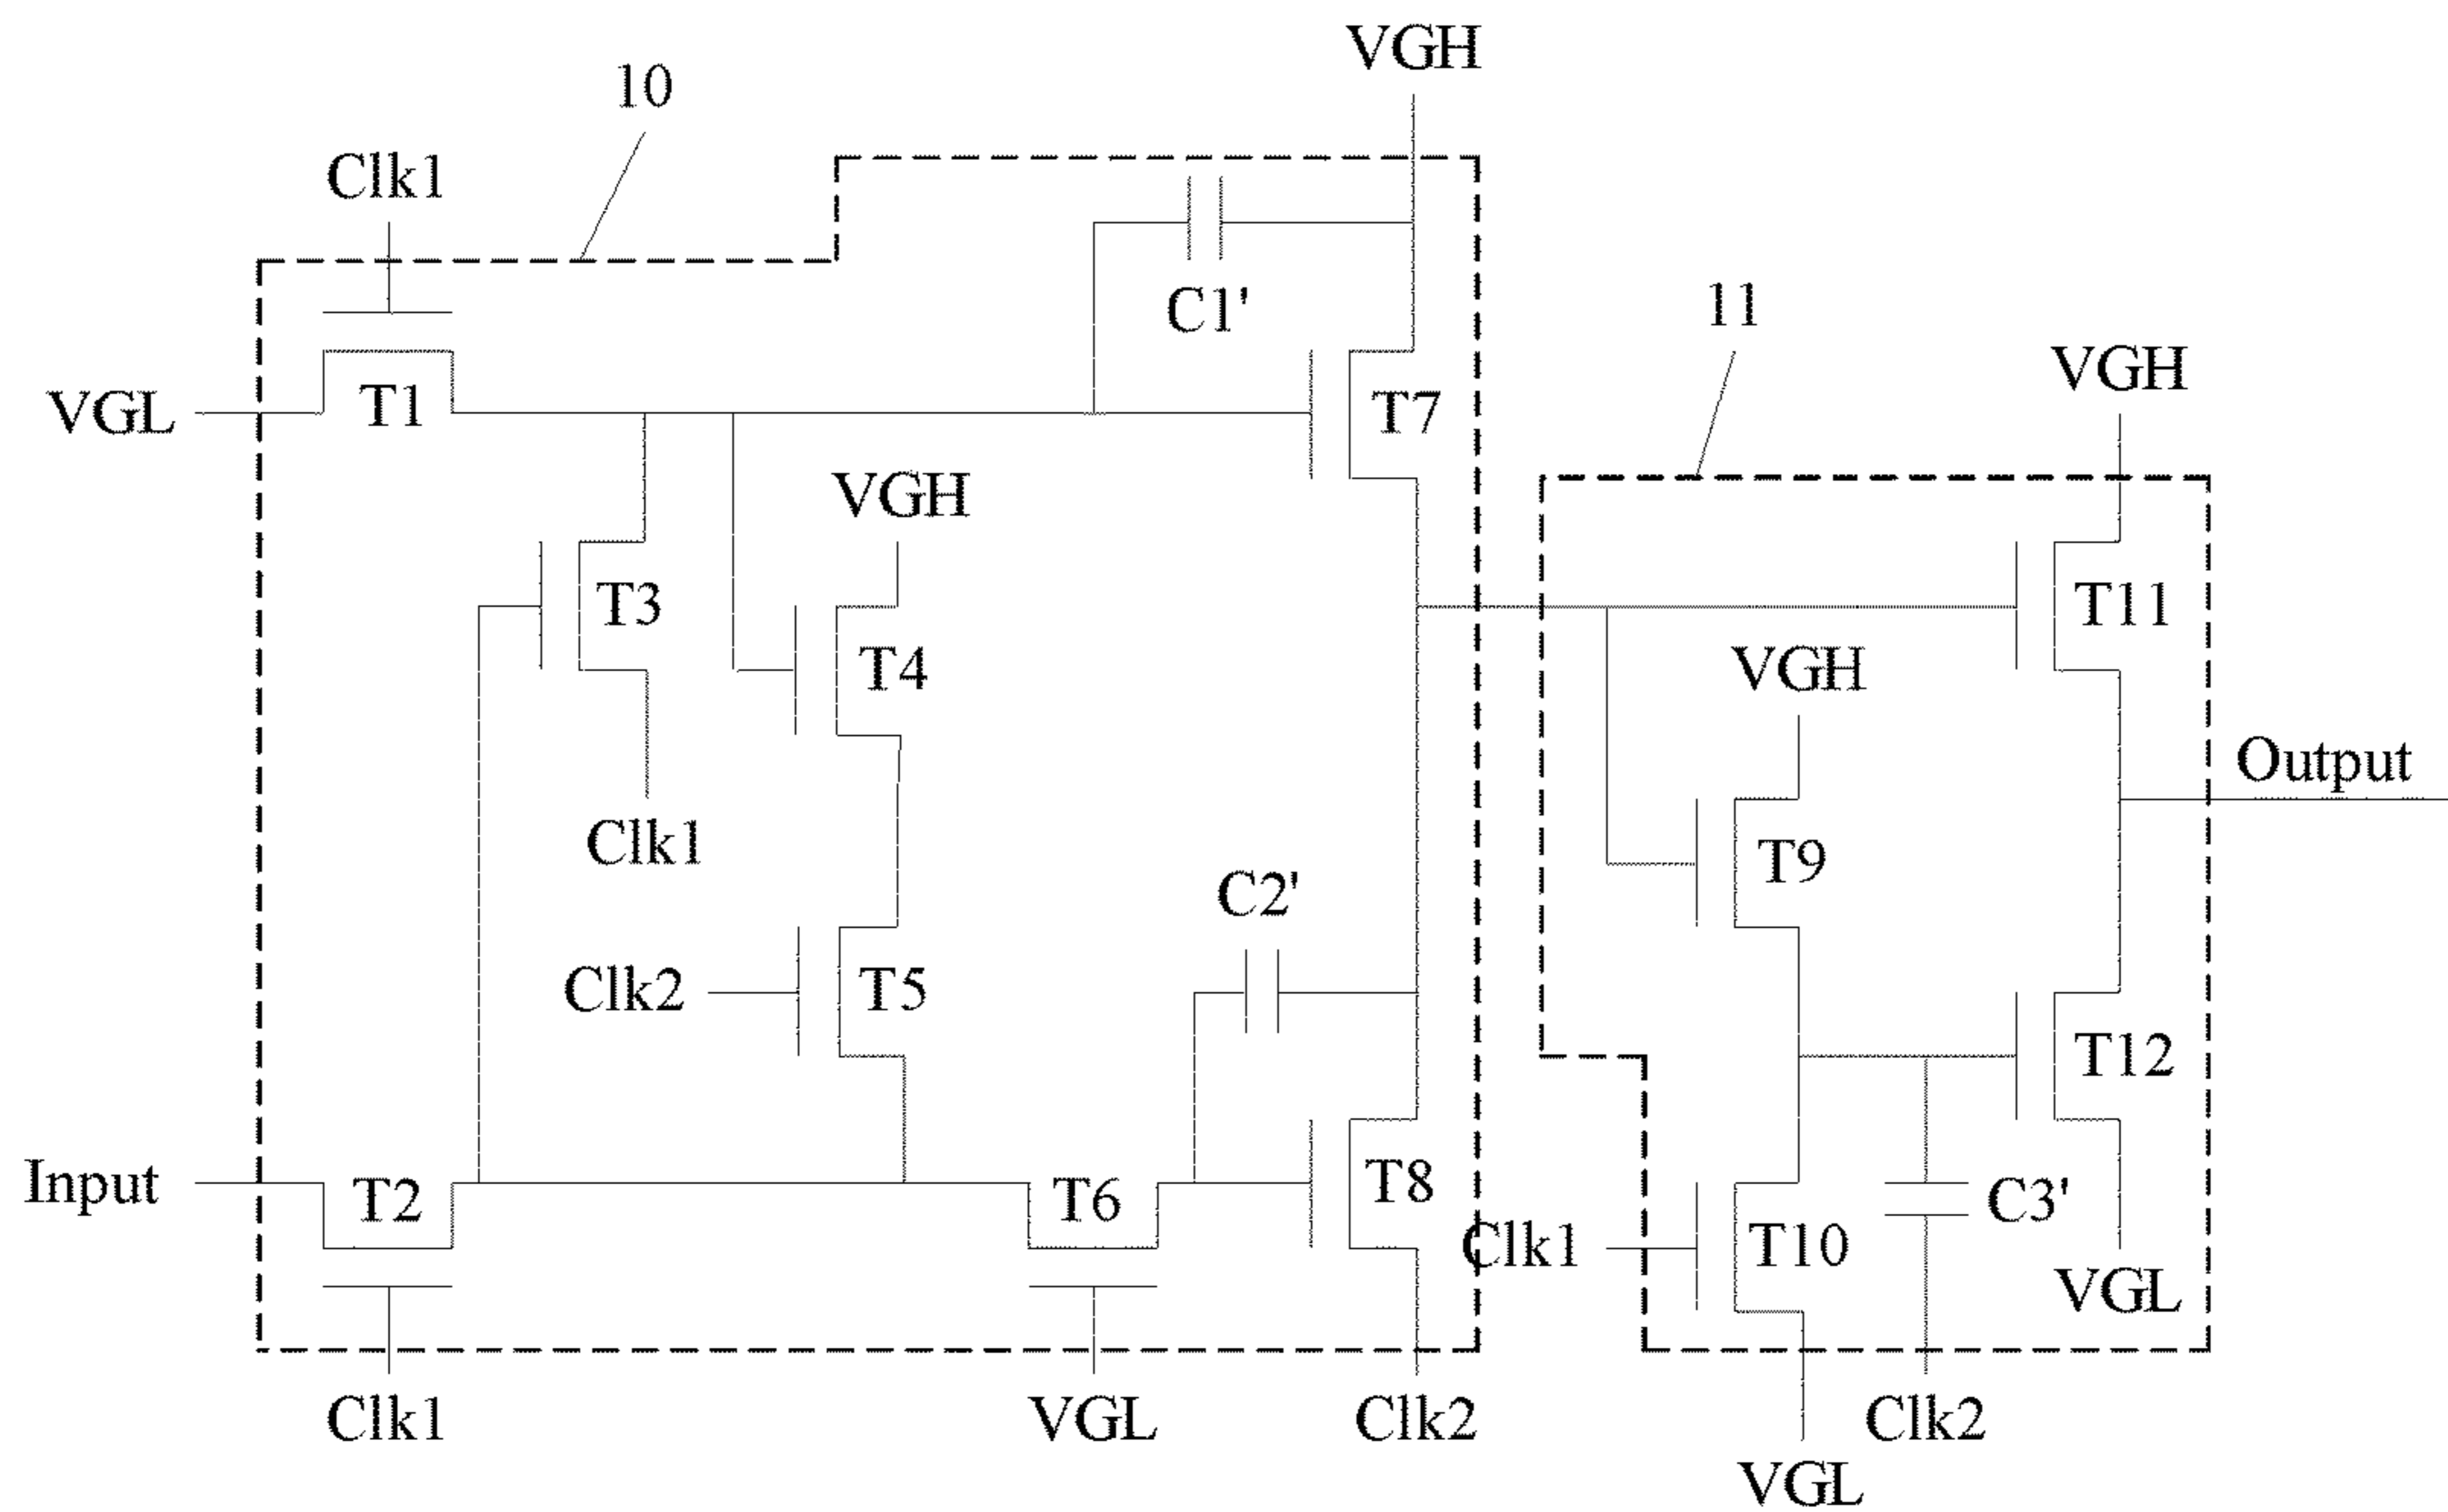 VGH
10
Clk1
C1'
11
VGH
VGL
T1
T7
VGH
T3
T11
T4
VGH
Output
Clk1
T9
C2'
Clk2
T5
T12
Input
T2
T6
T8
C3'
Clk1
T10
VGL
Clk1
VGL
Clk2
Clk2
VGL